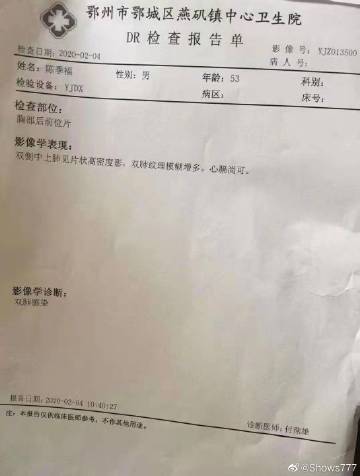 鄂州市鄂城区燕矶镇中心卫生院
DR检查报告单
检查日期：2020-02-04 影像号：YJZ013500
病人号：
姓名：陈秉福 性别：男 年龄：53 科别：
检验设备：YJDX 病区： 床号：
检查部位：
胸部后前位片
影像学表现：
双侧中上肺见片状高密度影，双肺纹理模糊增多。心膈尚可。
影像学诊断：
双肺感染
报告日期：2020-02-04 10:40:27
注：本报告仅供临床医师参考，不作其他用途。 诊断医师：
@Shows777